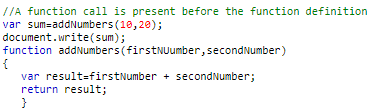 //A function call is present before the function definition
var sum=addNumbers(10,20);
document.write(sum);
function addNumbers(firstNUumber,secondNumber)
{
var result=firstNumber + secondNumber;
return result;
}